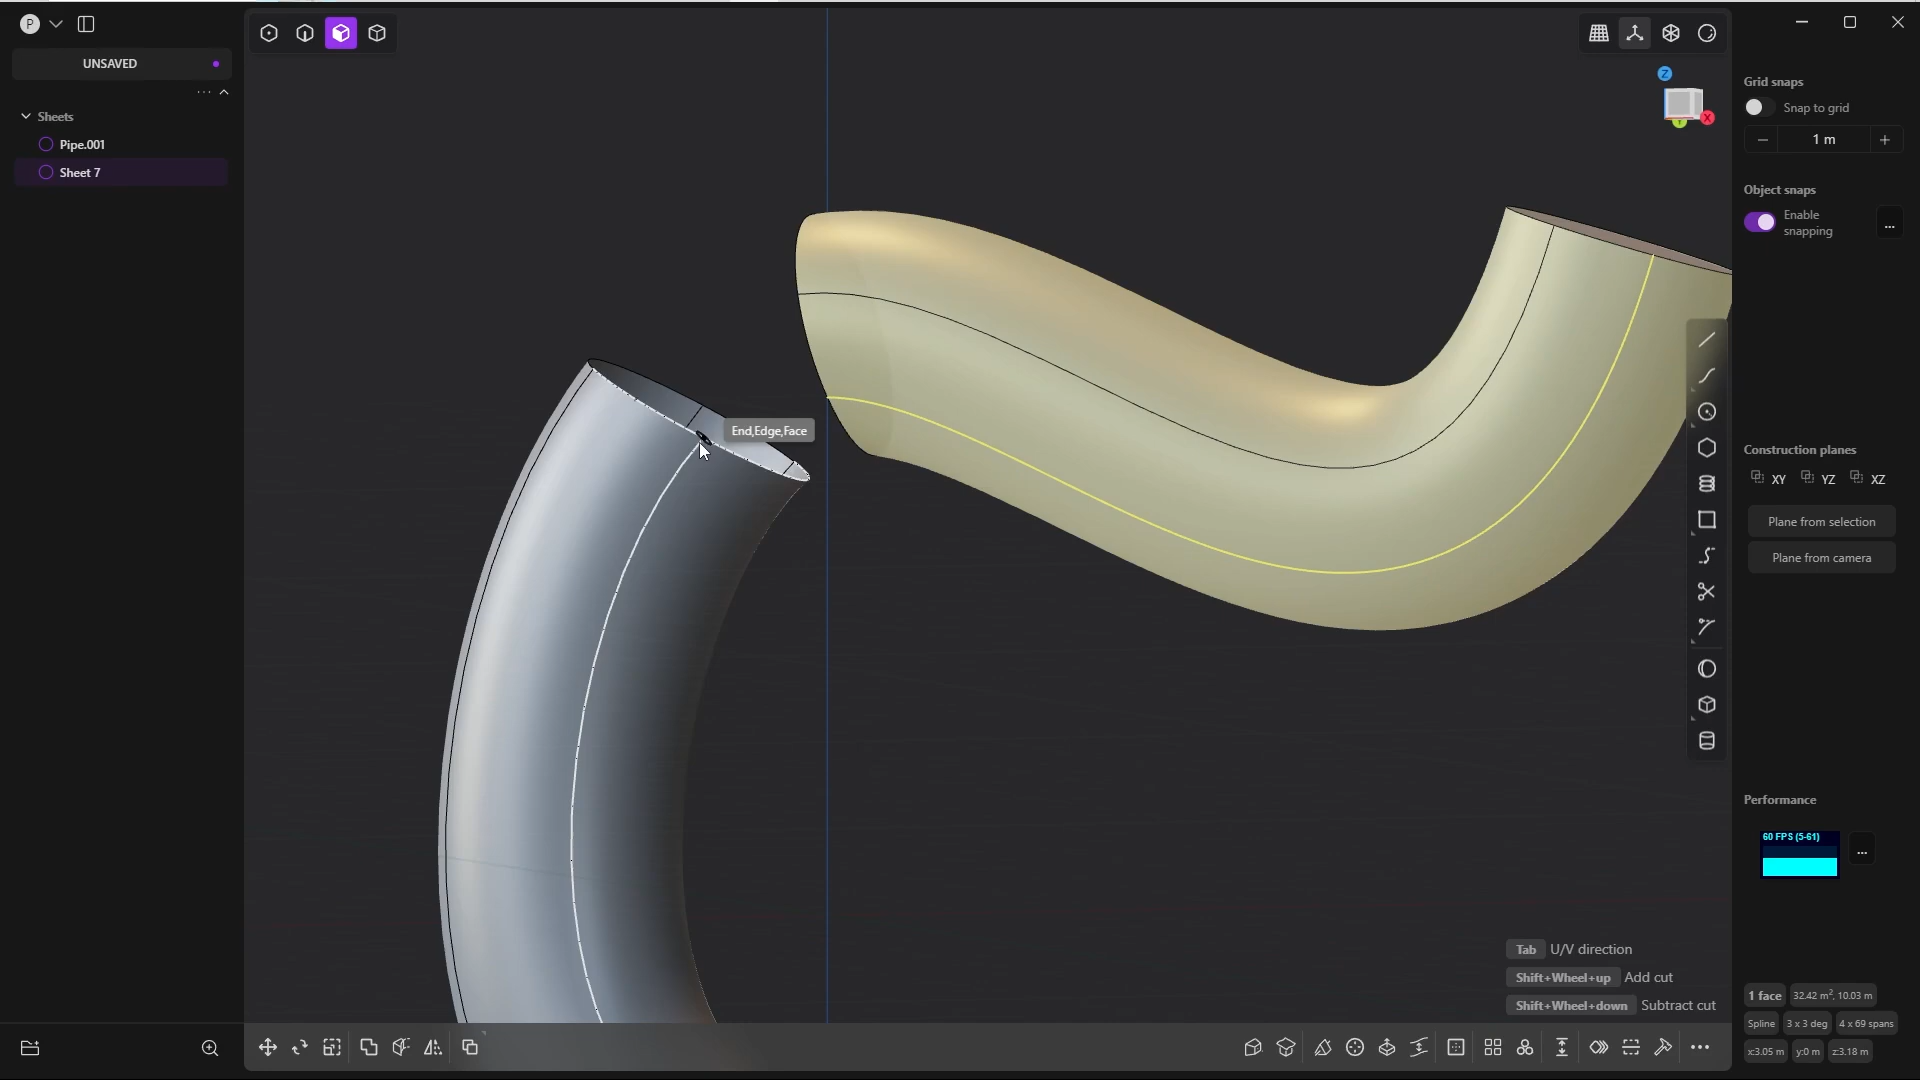 P
UNSAVED
Sheets
Pipe.001
Sheet 7
End,Edge,Face
Z
X
Y
Grid snaps
Snap to grid
1 m
Object snaps
Enable
snapping
Construction planes
XY YZ XZ
Plane from selection
Plane from camera
Performance
60 FPS (5-61)
Tab U/V direction
Shift+Wheel+up Add cut
Shift+Wheel+down Subtract cut
1 face 32.42 m², 10.03 m
Spline 3 x 3 deg 4 x 69 spans
x:3.05 m y:0 m z:3.18 m